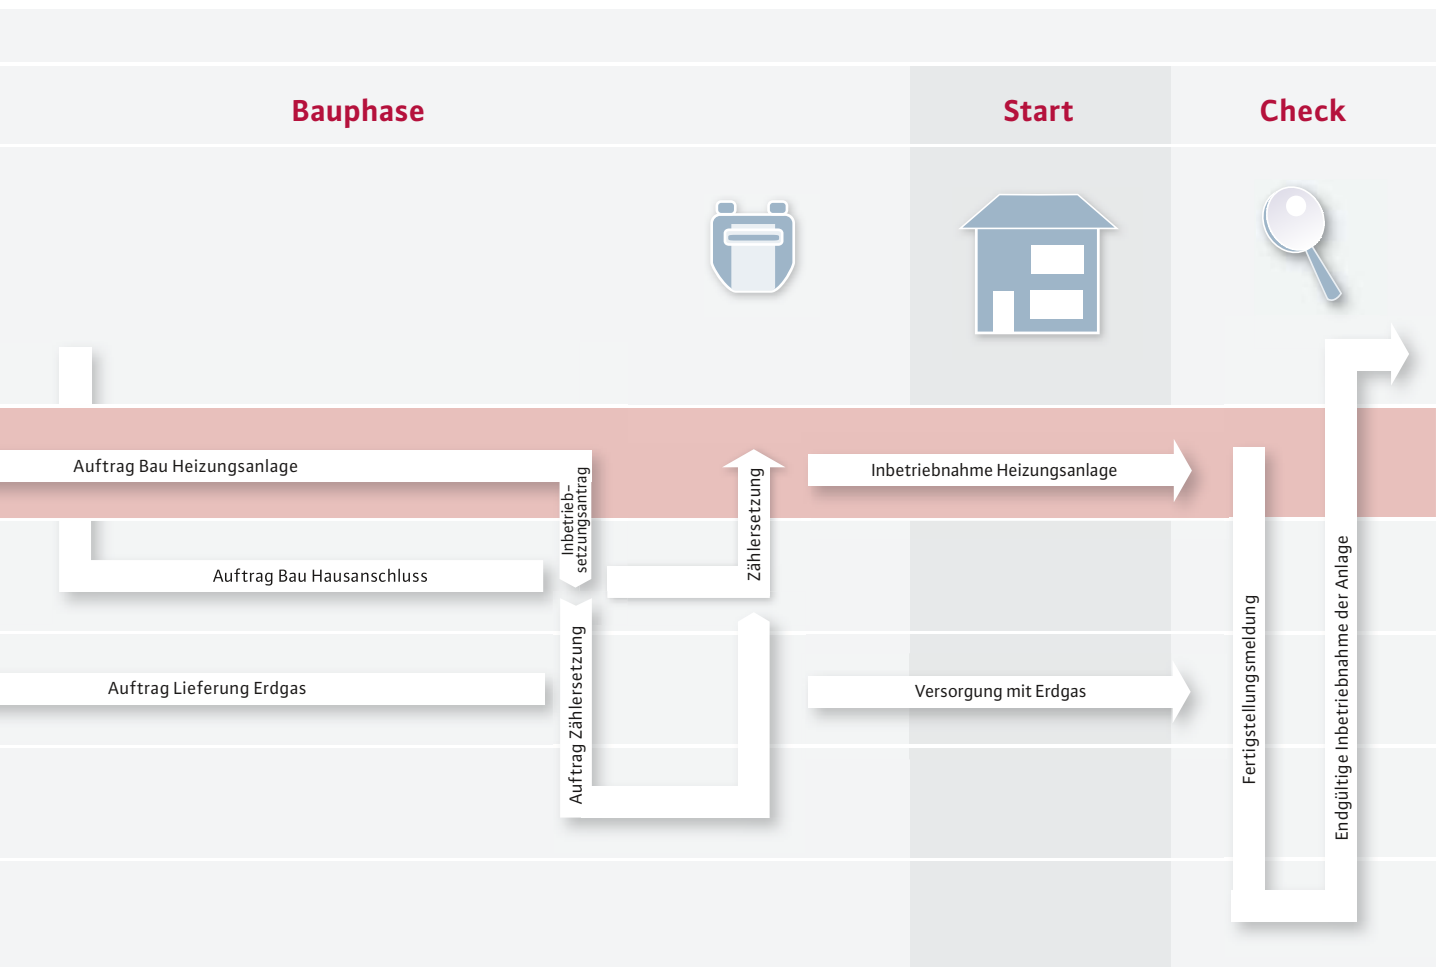 Bauphase
Start
Check
Auftrag Bau Heizungsanlage
Inbetrieb-
setzungsantrag
Zählersetzung
Inbetriebnahme Heizungsanlage
Auftrag Bau Hausanschluss
Auftrag Lieferung Erdgas
Auftrag Zählersetzung
Versorgung mit Erdgas
Fertigstellungsmeldung
Endgültige Inbetriebnahme der Anlage